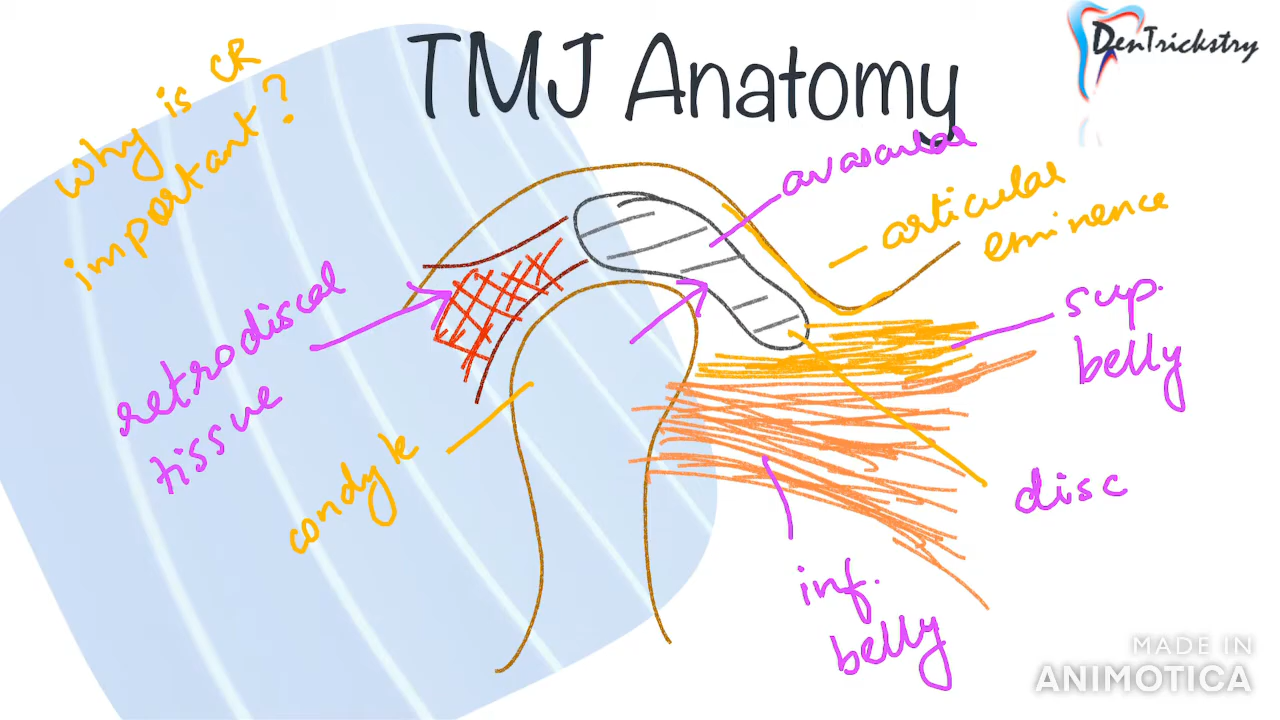 TMJ Anatomy
DenTrickstry
Why is CR
important?
avascular
articular
eminence
sup.
belly
retrodiscal
tissue
condyle
disc
inf.
belly
MADE IN
ANIMOTICA